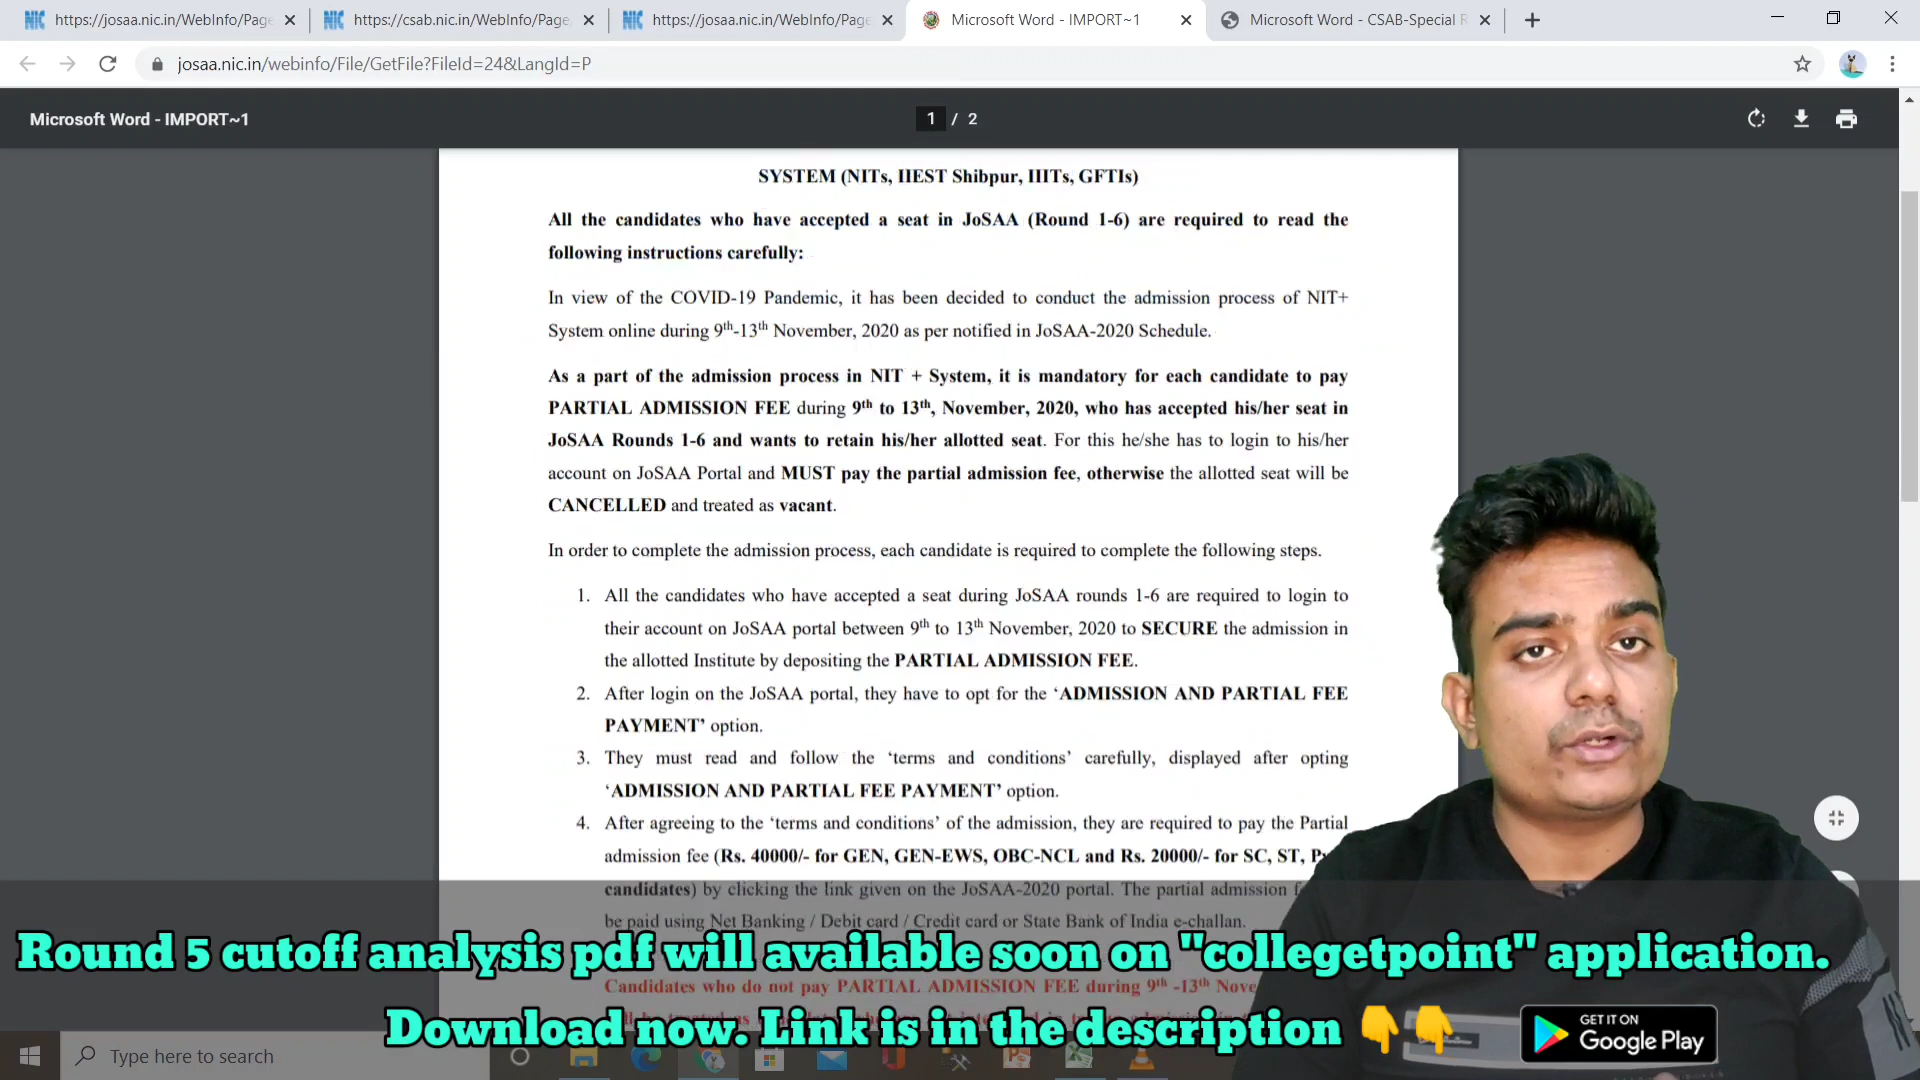 https://josaa.nic.in/WebInfo/Page
https://csab.nic.in/WebInfo/Page
https://josaa.nic.in/WebInfo/Page
Microsoft Word - IMPORT~1
Microsoft Word - CSAB-Special R
josaa.nic.in/webinfo/File/GetFile?FileId=24&LangId=P
Microsoft Word - IMPORT~1
1 / 2
SYSTEM (NITs, IIEST Shibpur, IIITs, GFTIs)
All the candidates who have accepted a seat in JoSAA (Round 1-6) are required to read the
following instructions carefully:
In view of the COVID-19 Pandemic, it has been decided to conduct the admission process of NIT+
System online during 9th-13th November, 2020 as per notified in JoSAA-2020 Schedule.
As a part of the admission process in NIT + System, it is mandatory for each candidate to pay
PARTIAL ADMISSION FEE during 9th to 13th, November, 2020, who has accepted his/her seat in
JoSAA Rounds 1-6 and wants to retain his/her allotted seat. For this he/she has to login to his/her
account on JoSAA Portal and MUST pay the partial admission fee, otherwise the allotted seat will be
CANCELLED and treated as vacant.
In order to complete the admission process, each candidate is required to complete the following steps.
1. All the candidates who have accepted a seat during JoSAA rounds 1-6 are required to login to
their account on JoSAA portal between 9th to 13th November, 2020 to SECURE the admission in
the allotted Institute by depositing the PARTIAL ADMISSION FEE.
2. After login on the JoSAA portal, they have to opt for the ‘ADMISSION AND PARTIAL FEE
PAYMENT’ option.
3. They must read and follow the ‘terms and conditions’ carefully, displayed after opting
‘ADMISSION AND PARTIAL FEE PAYMENT’ option.
4. After agreeing to the ‘terms and conditions’ of the admission, they are required to pay the Partial
admission fee (Rs. 40000/- for GEN, GEN-EWS, OBC-NCL and Rs. 20000/- for SC, ST,
candidates) by clicking the link given on the JoSAA-2020 portal. The partial admission
be paid using Net Banking / Debit card / Credit card or State Bank of India e-challan.
Round 5 cutoff analysis pdf will available soon on "collegetpoint" application.
Candidates who do not pay PARTIAL ADMISSION FEE during 9th -13th Nove
Download now. Link is in the description 👇👇
GET IT ON
Google Play
Type here to search